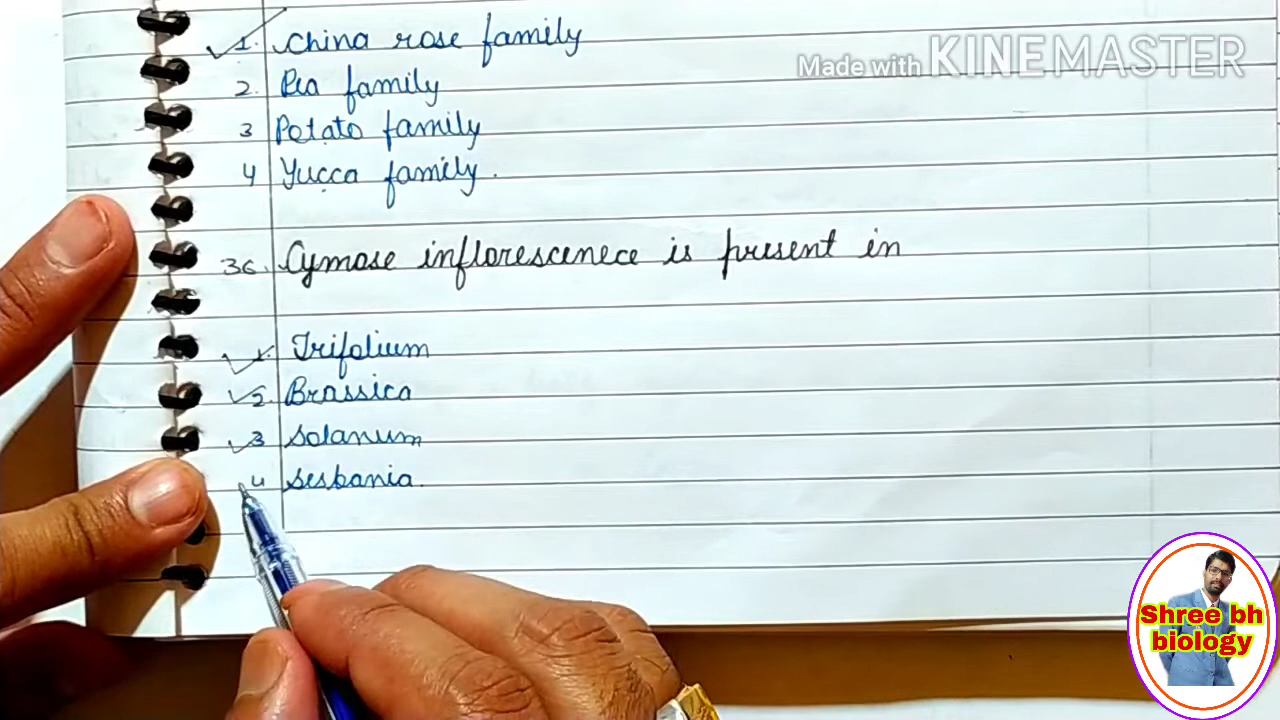 1. China rose family
Made with KINEMASTER
2. Pea family
3 Potato family
4 Yucca family.
36. Cymose inflorescenece is present in
1. Trifolium
2. Brassica
3 Solanum
4 Sesbania.
Shree bh
biology